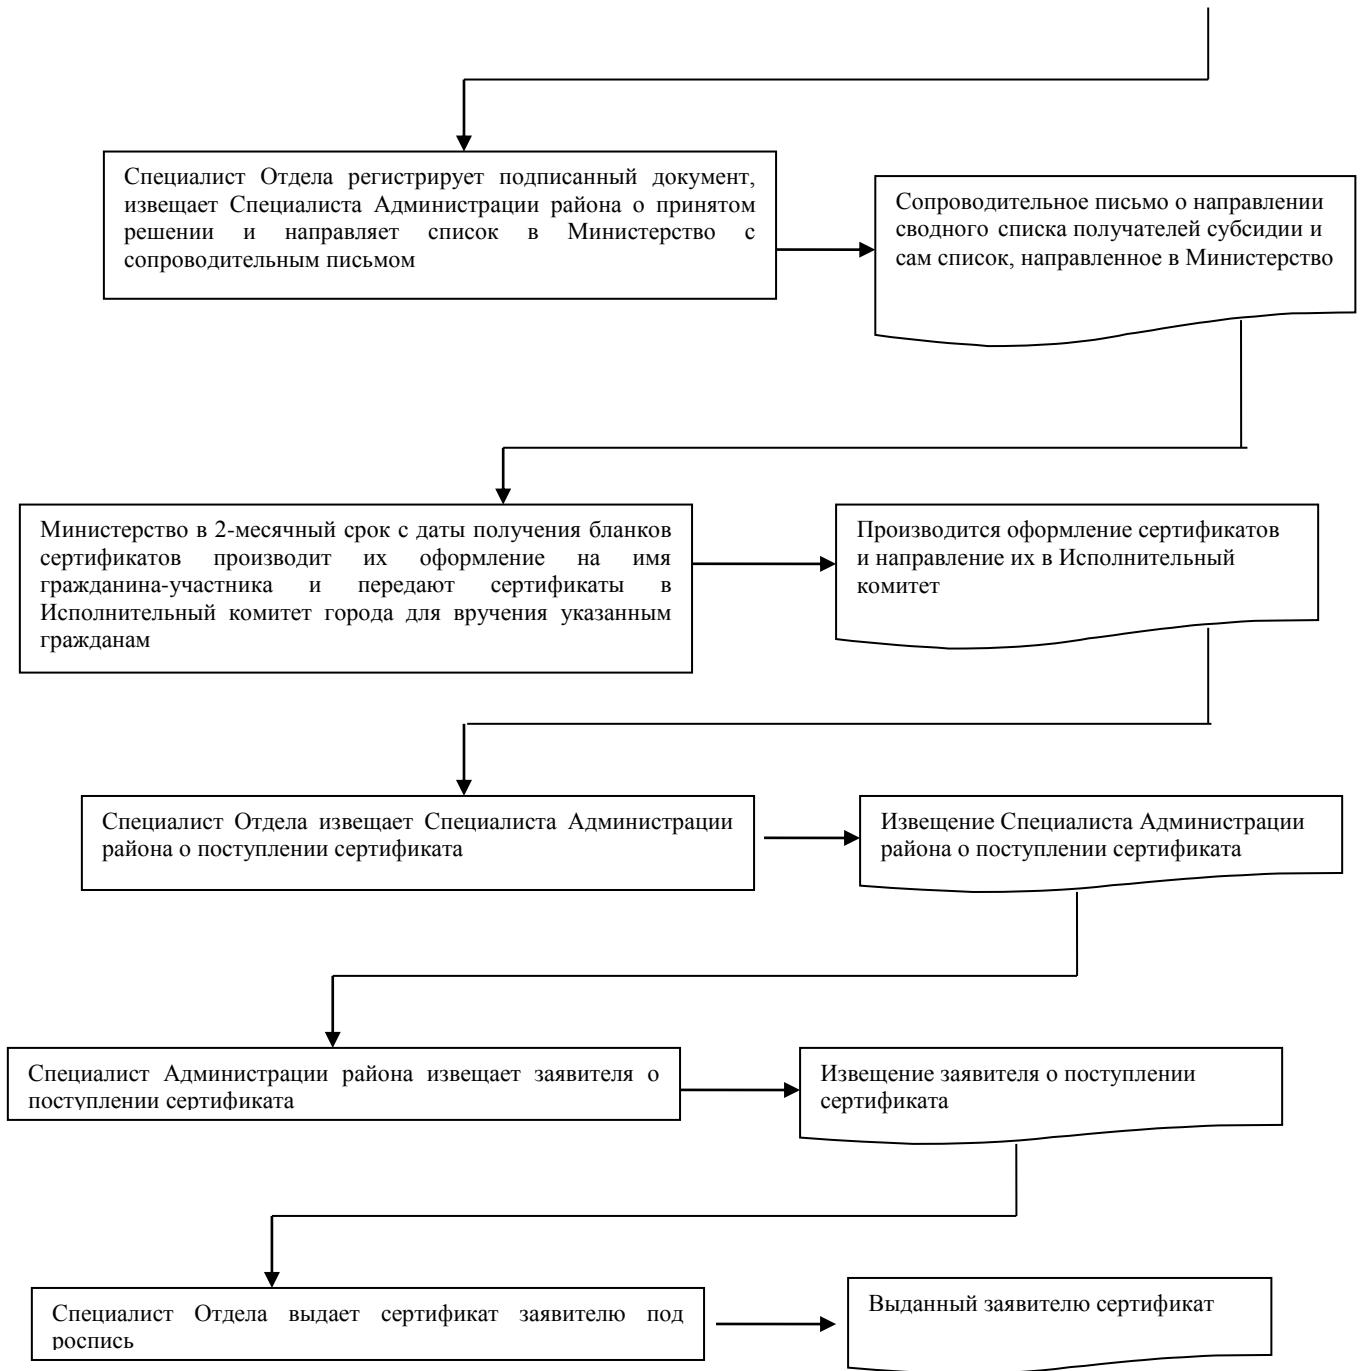 Специалист Отдела регистрирует подписанный документ,
извещает Специалиста Администрации района о принятом
решении и направляет список в Министерство с
сопроводительным письмом
Сопроводительное письмо о направлении
сводного списка получателей субсидии и
сам список, направленное в Министерство
Министерство в 2-месячный срок с даты получения бланков
сертификатов производит их оформление на имя
гражданина-участника и передают сертификаты в
Исполнительный комитет города для вручения указанным
гражданам
Производится оформление сертификатов
и направление их в Исполнительный
комитет
Специалист Отдела извещает Специалиста Администрации
района о поступлении сертификата
Извещение Специалиста Администрации
района о поступлении сертификата
Специалист Администрации района извещает заявителя о
поступлении сертификата
Извещение заявителя о поступлении
сертификата
Специалист Отдела выдает сертификат заявителю под
роспись
Выданный заявителю сертификат